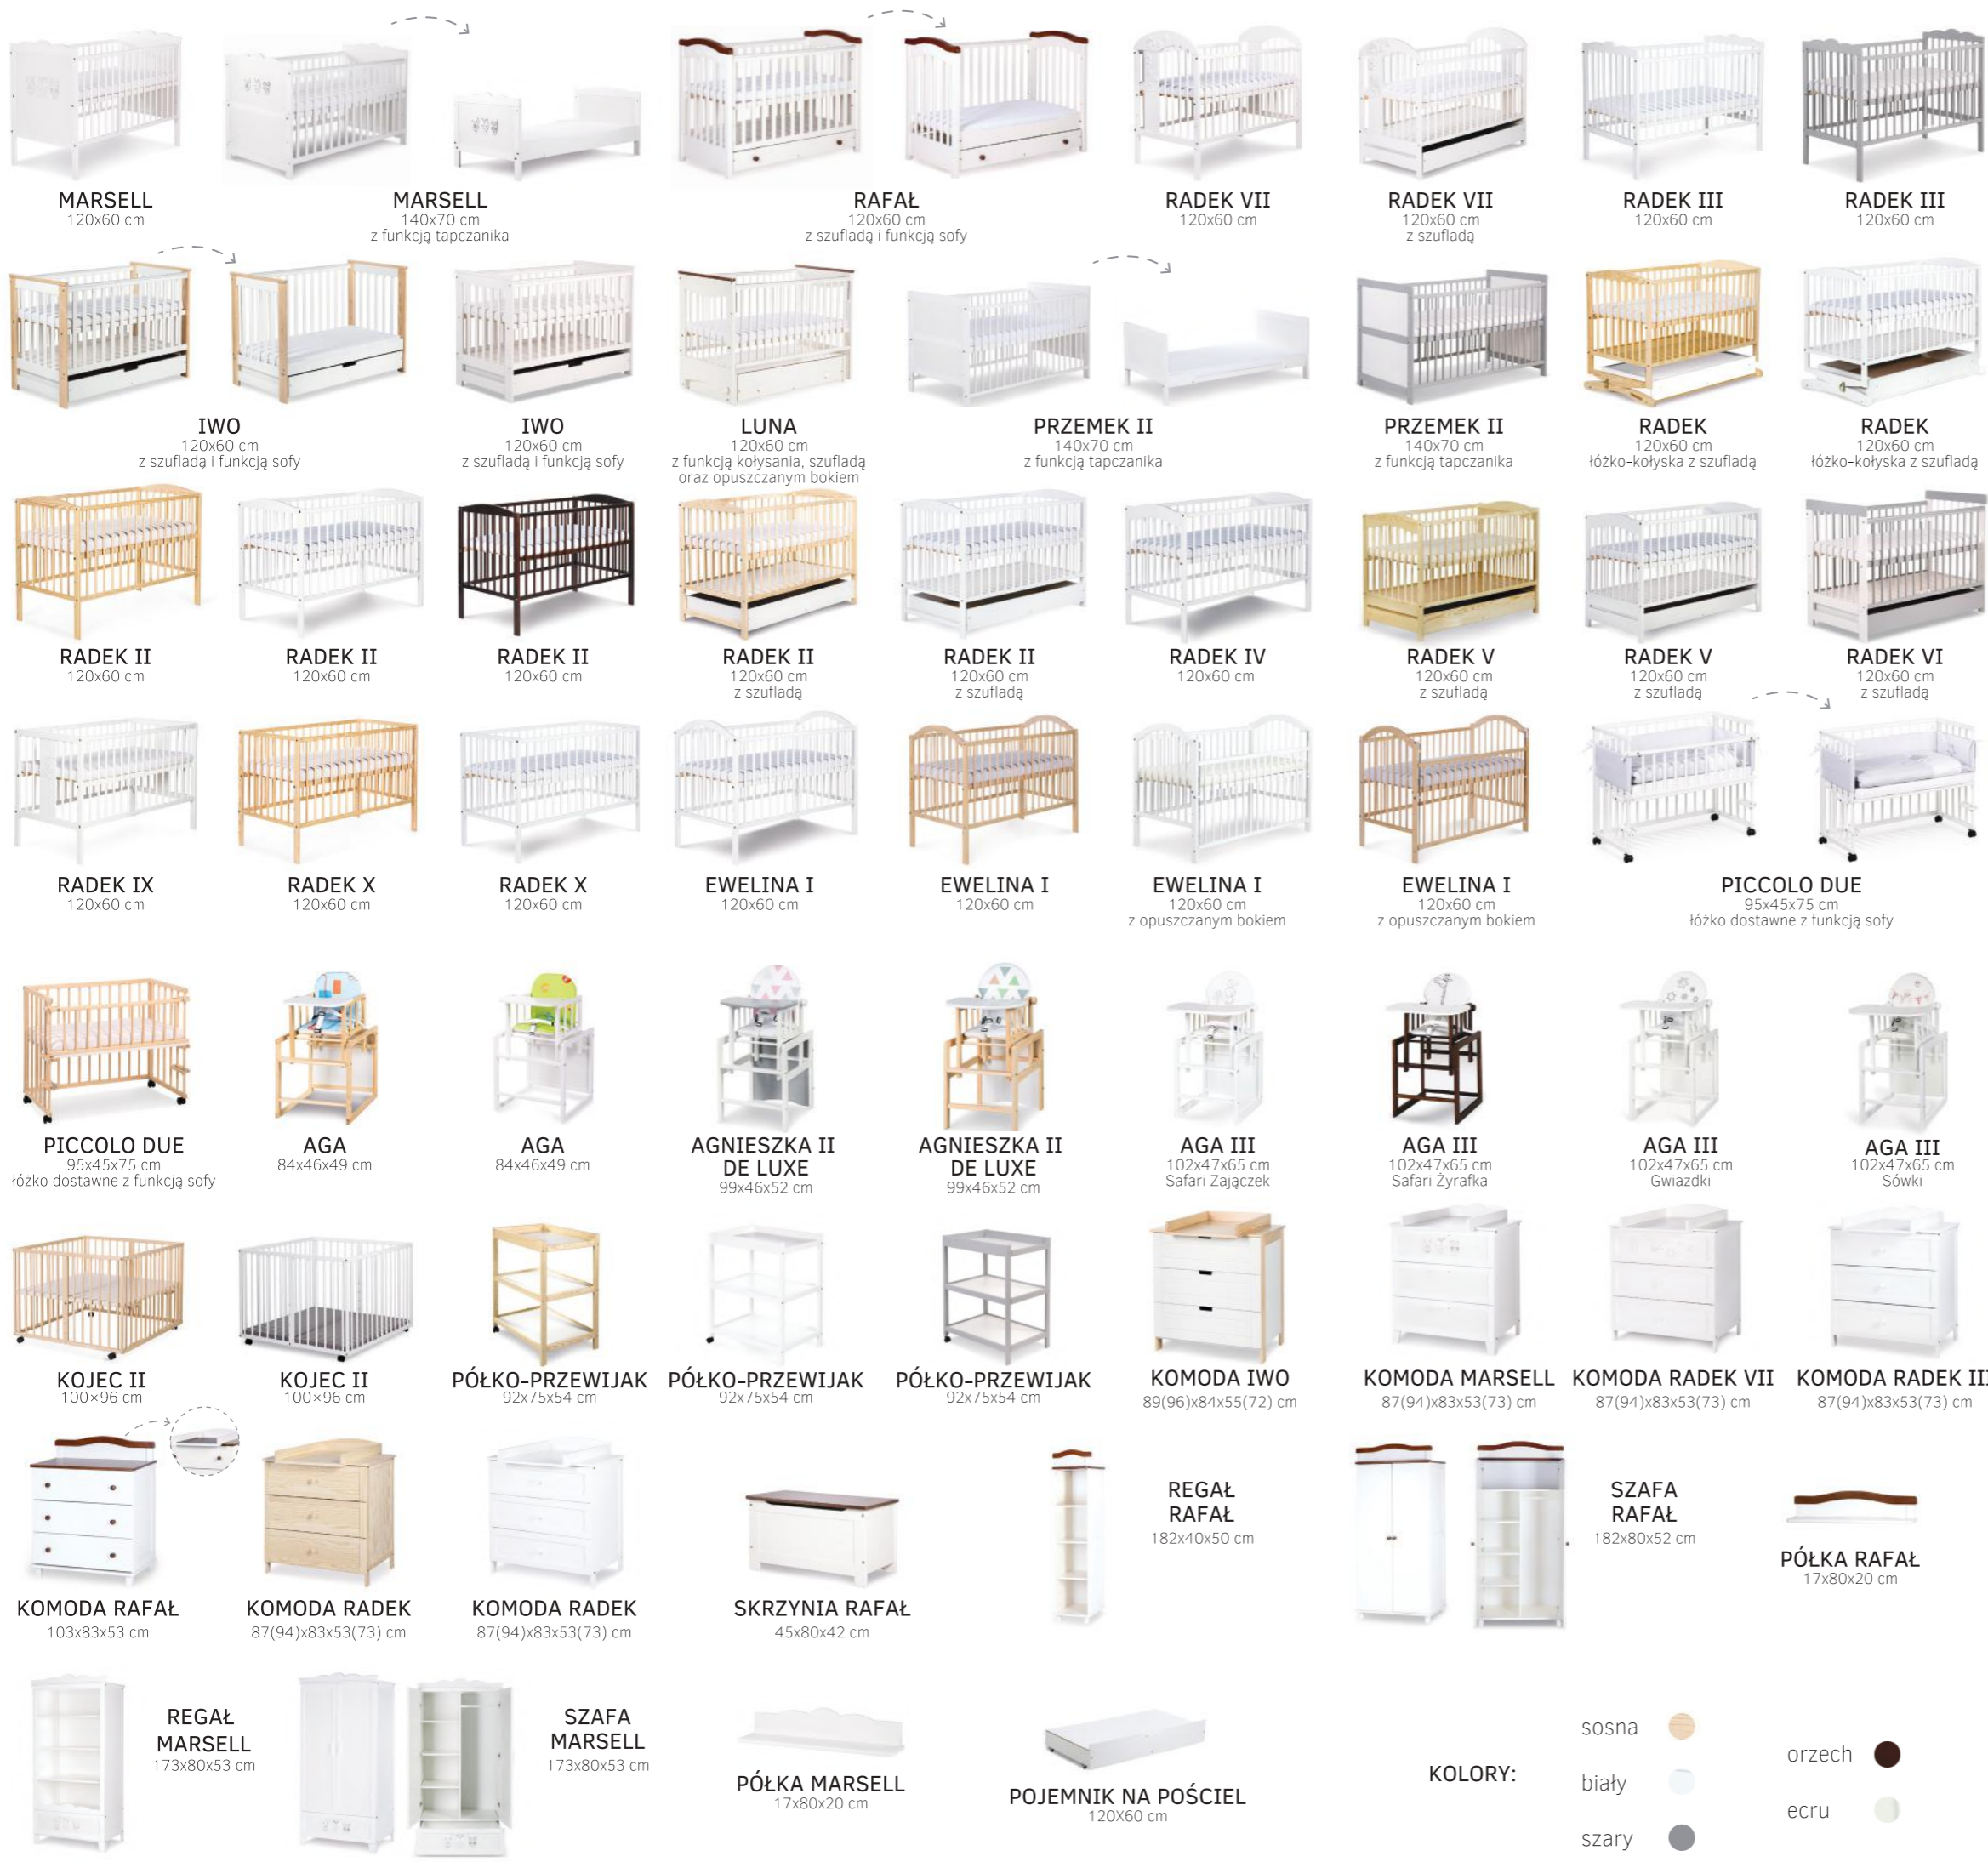 MARSELL
120x60 cm
MARSELL
140x70 cm
z funkcją tapczanika
RAFAŁ
120x60 cm
z szufladą i funkcją sofy
RADEK VII
120x60 cm
RADEK VII
120x60 cm
z szufladą
RADEK III
120x60 cm
RADEK III
120x60 cm
IWO
120x60 cm
z szufladą i funkcją sofy
IWO
120x60 cm
z szufladą i funkcją sofy
LUNA
120x60 cm
z funkcją kołysania, szufladą
oraz opuszczanym bokiem
PRZEMEK II
140x70 cm
z funkcją tapczanika
PRZEMEK II
140x70 cm
z funkcją tapczanika
RADEK
120x60 cm
łóżko-kołyska z szufladą
RADEK
120x60 cm
łóżko-kołyska z szufladą
RADEK II
120x60 cm
RADEK II
120x60 cm
RADEK II
120x60 cm
RADEK II
120x60 cm
z szufladą
RADEK II
120x60 cm
z szufladą
RADEK IV
120x60 cm
RADEK V
120x60 cm
z szufladą
RADEK V
120x60 cm
z szufladą
RADEK VI
120x60 cm
z szufladą
RADEK IX
120x60 cm
RADEK X
120x60 cm
RADEK X
120x60 cm
EWELINA I
120x60 cm
EWELINA I
120x60 cm
EWELINA I
120x60 cm
z opuszczanym bokiem
EWELINA I
120x60 cm
z opuszczanym bokiem
PICCOLO DUE
95x45x75 cm
łóżko dostawne z funkcją sofy
PICCOLO DUE
95x45x75 cm
łóżko dostawne z funkcją sofy
AGA
84x46x49 cm
AGA
84x46x49 cm
AGNIESZKA II
DE LUXE
99x46x52 cm
AGNIESZKA II
DE LUXE
99x46x52 cm
AGA III
102x47x65 cm
Safari Zajączek
AGA III
102x47x65 cm
Safari Żyrafka
AGA III
102x47x65 cm
Gwiazdki
AGA III
102x47x65 cm
Sówki
KOJEC II
100×96 cm
KOJEC II
100×96 cm
PÓŁKO-PRZEWIJAK
92x75x54 cm
PÓŁKO-PRZEWIJAK
92x75x54 cm
PÓŁKO-PRZEWIJAK
92x75x54 cm
KOMODA IWO
89(96)x84x55(72) cm
KOMODA MARSELL
87(94)x83x53(73) cm
KOMODA RADEK VII
87(94)x83x53(73) cm
KOMODA RADEK III
87(94)x83x53(73) cm
KOMODA RAFAŁ
103x83x53 cm
KOMODA RADEK
87(94)x83x53(73) cm
KOMODA RADEK
87(94)x83x53(73) cm
SKRZYNIA RAFAŁ
45x80x42 cm
REGAŁ
RAFAŁ
182x40x50 cm
SZAFA
RAFAŁ
182x80x52 cm
PÓŁKA RAFAŁ
17x80x20 cm
REGAŁ
MARSELL
173x80x53 cm
SZAFA
MARSELL
173x80x53 cm
PÓŁKA MARSELL
17x80x20 cm
POJEMNIK NA POŚCIEL
120X60 cm
KOLORY:
sosna
biały
szary
orzech
ecru